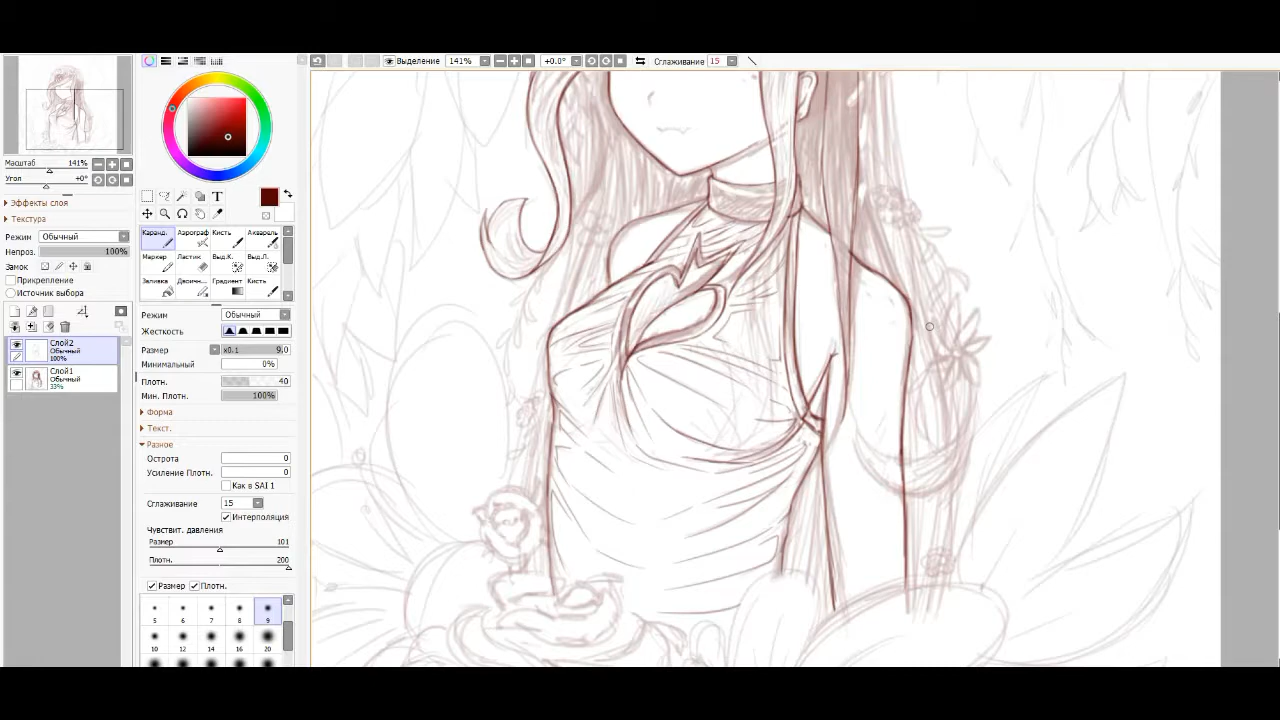 Выделение 141% +0.0° Сглаживание 15
Масштаб 141%
Угол +0°
Эффекты слоя
Текстура
Режим Обычный
Непроз. 100%
Замок
Прикрепление
Источник выбора
Слой2
Обычный
100%
Слой1
Обычный
33%
T
Каранд. Аэрограф Кисть Акварель
Маркер Ластик Выд.К. Выд.Л.
Заливка Двоичн... Градиент Кисть
Режим Обычный
Жесткость
Размер x0.1 9.0
Минимальный 0%
Плотн. 40
Мин. Плотн. 100%
Форма
Текст.
Разное
Острота 0
Усиление Плотн. 0
Как в SAI 1
Сглаживание 15
Интерполяция
Чувствит. давления
Размер 101
Плотн. 200
Размер Плотн.
5 6 7 8 9
10 12 14 16 20